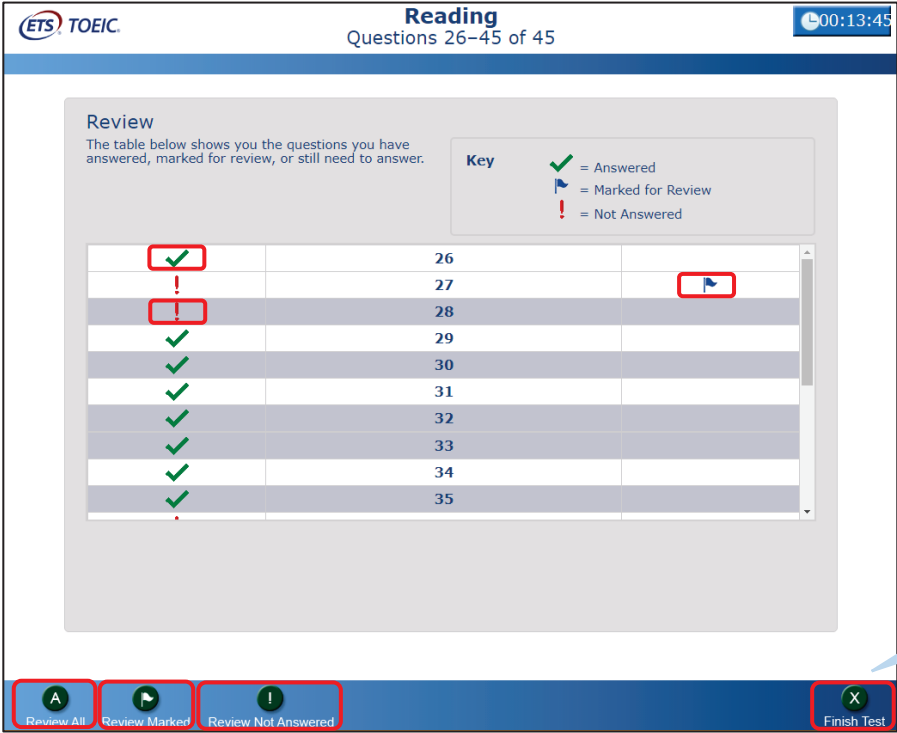 ETS TOEIC.
Reading
Questions 26–45 of 45
00:13:45
Review
The table below shows you the questions you have
answered, marked for review, or still need to answer.
Key
= Answered
= Marked for Review
! = Not Answered
26
! 27
! 28
29
30
31
32
33
34
35
A
Review All
Review Marked
!
Review Not Answered
X
Finish Test